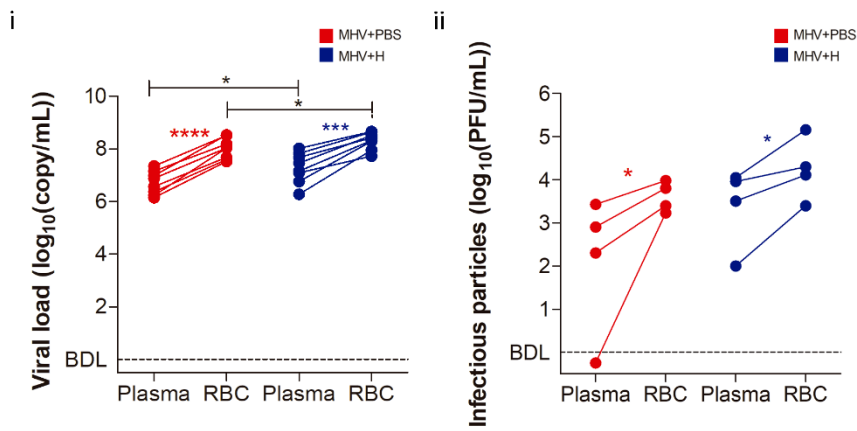 i
MHV+PBS
MHV+H
Viral load (log10(copy/mL))
10
8
6
4
2
BDL
*
*
****
***
Plasma RBC Plasma RBC
ii
MHV+PBS
MHV+H
Infectious particles (log10(PFU/mL))
6
5
4
3
2
1
BDL
*
*
Plasma RBC Plasma RBC